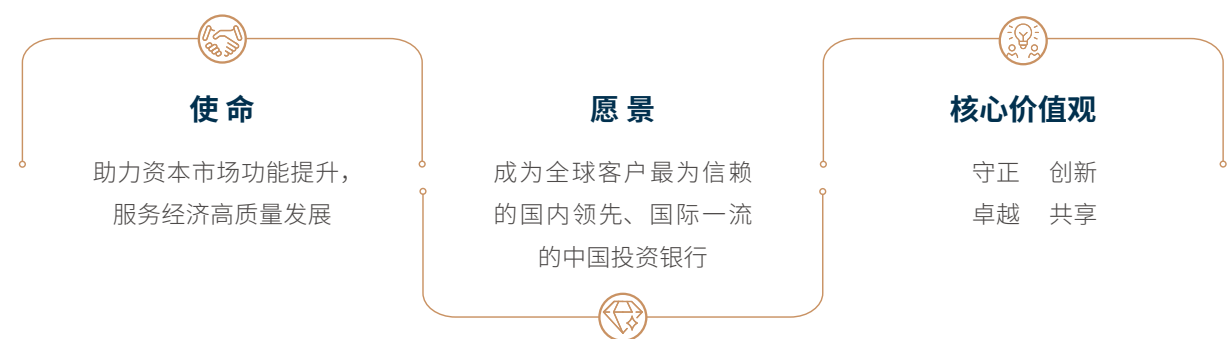 使命
助力资本市场功能提升，
服务经济高质量发展
愿景
成为全球客户最为信赖
的国内领先、国际一流
的中国投资银行
核心价值观
守正 创新
卓越 共享